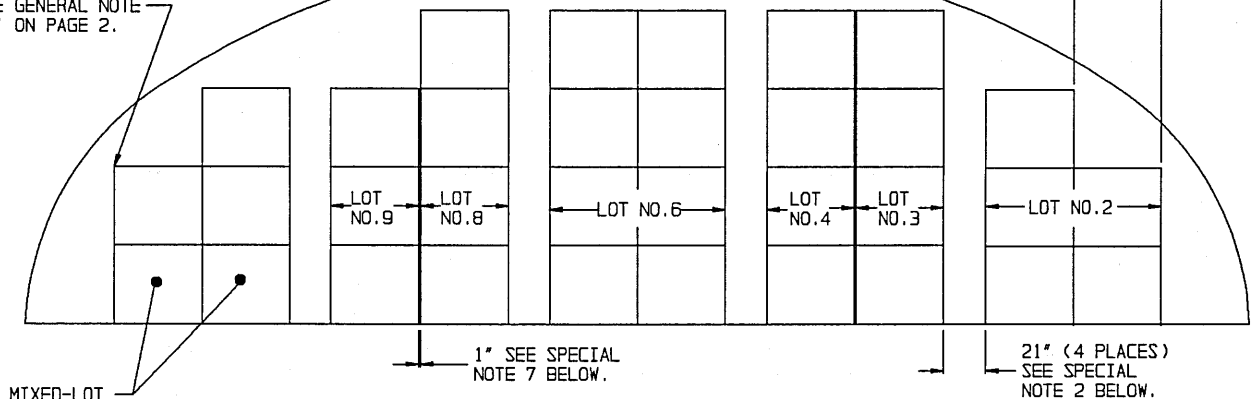 GENERAL NOTE
ON PAGE 2.
LOT
NO.9
LOT
NO.8
LOT NO.6
LOT
NO.4
LOT
NO.3
LOT NO.2
1" SEE SPECIAL
NOTE 7 BELOW.
21" (4 PLACES)
SEE SPECIAL
NOTE 2 BELOW.
MIXED-LOT